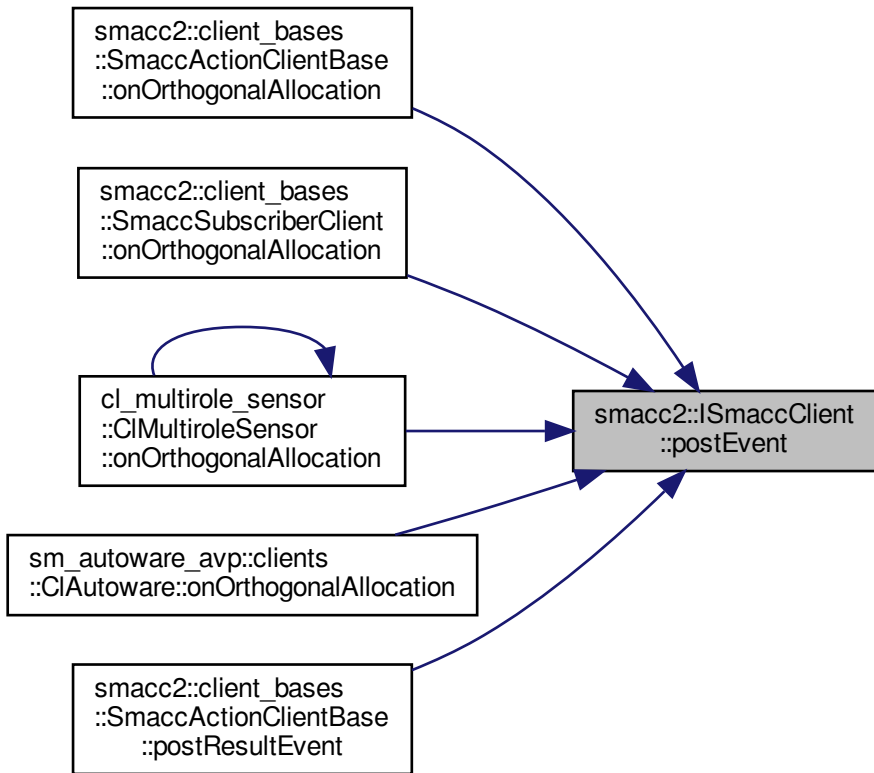 smacc2::client_bases
::SmaccActionClientBase
::onOrthogonalAllocation
smacc2::client_bases
::SmaccSubscriberClient
::onOrthogonalAllocation
cl_multirole_sensor
::ClMultiroleSensor
::onOrthogonalAllocation
smacc2::ISmaccClient
::postEvent
sm_autoware_avp::clients
::ClAutoware::onOrthogonalAllocation
smacc2::client_bases
::SmaccActionClientBase
::postResultEvent